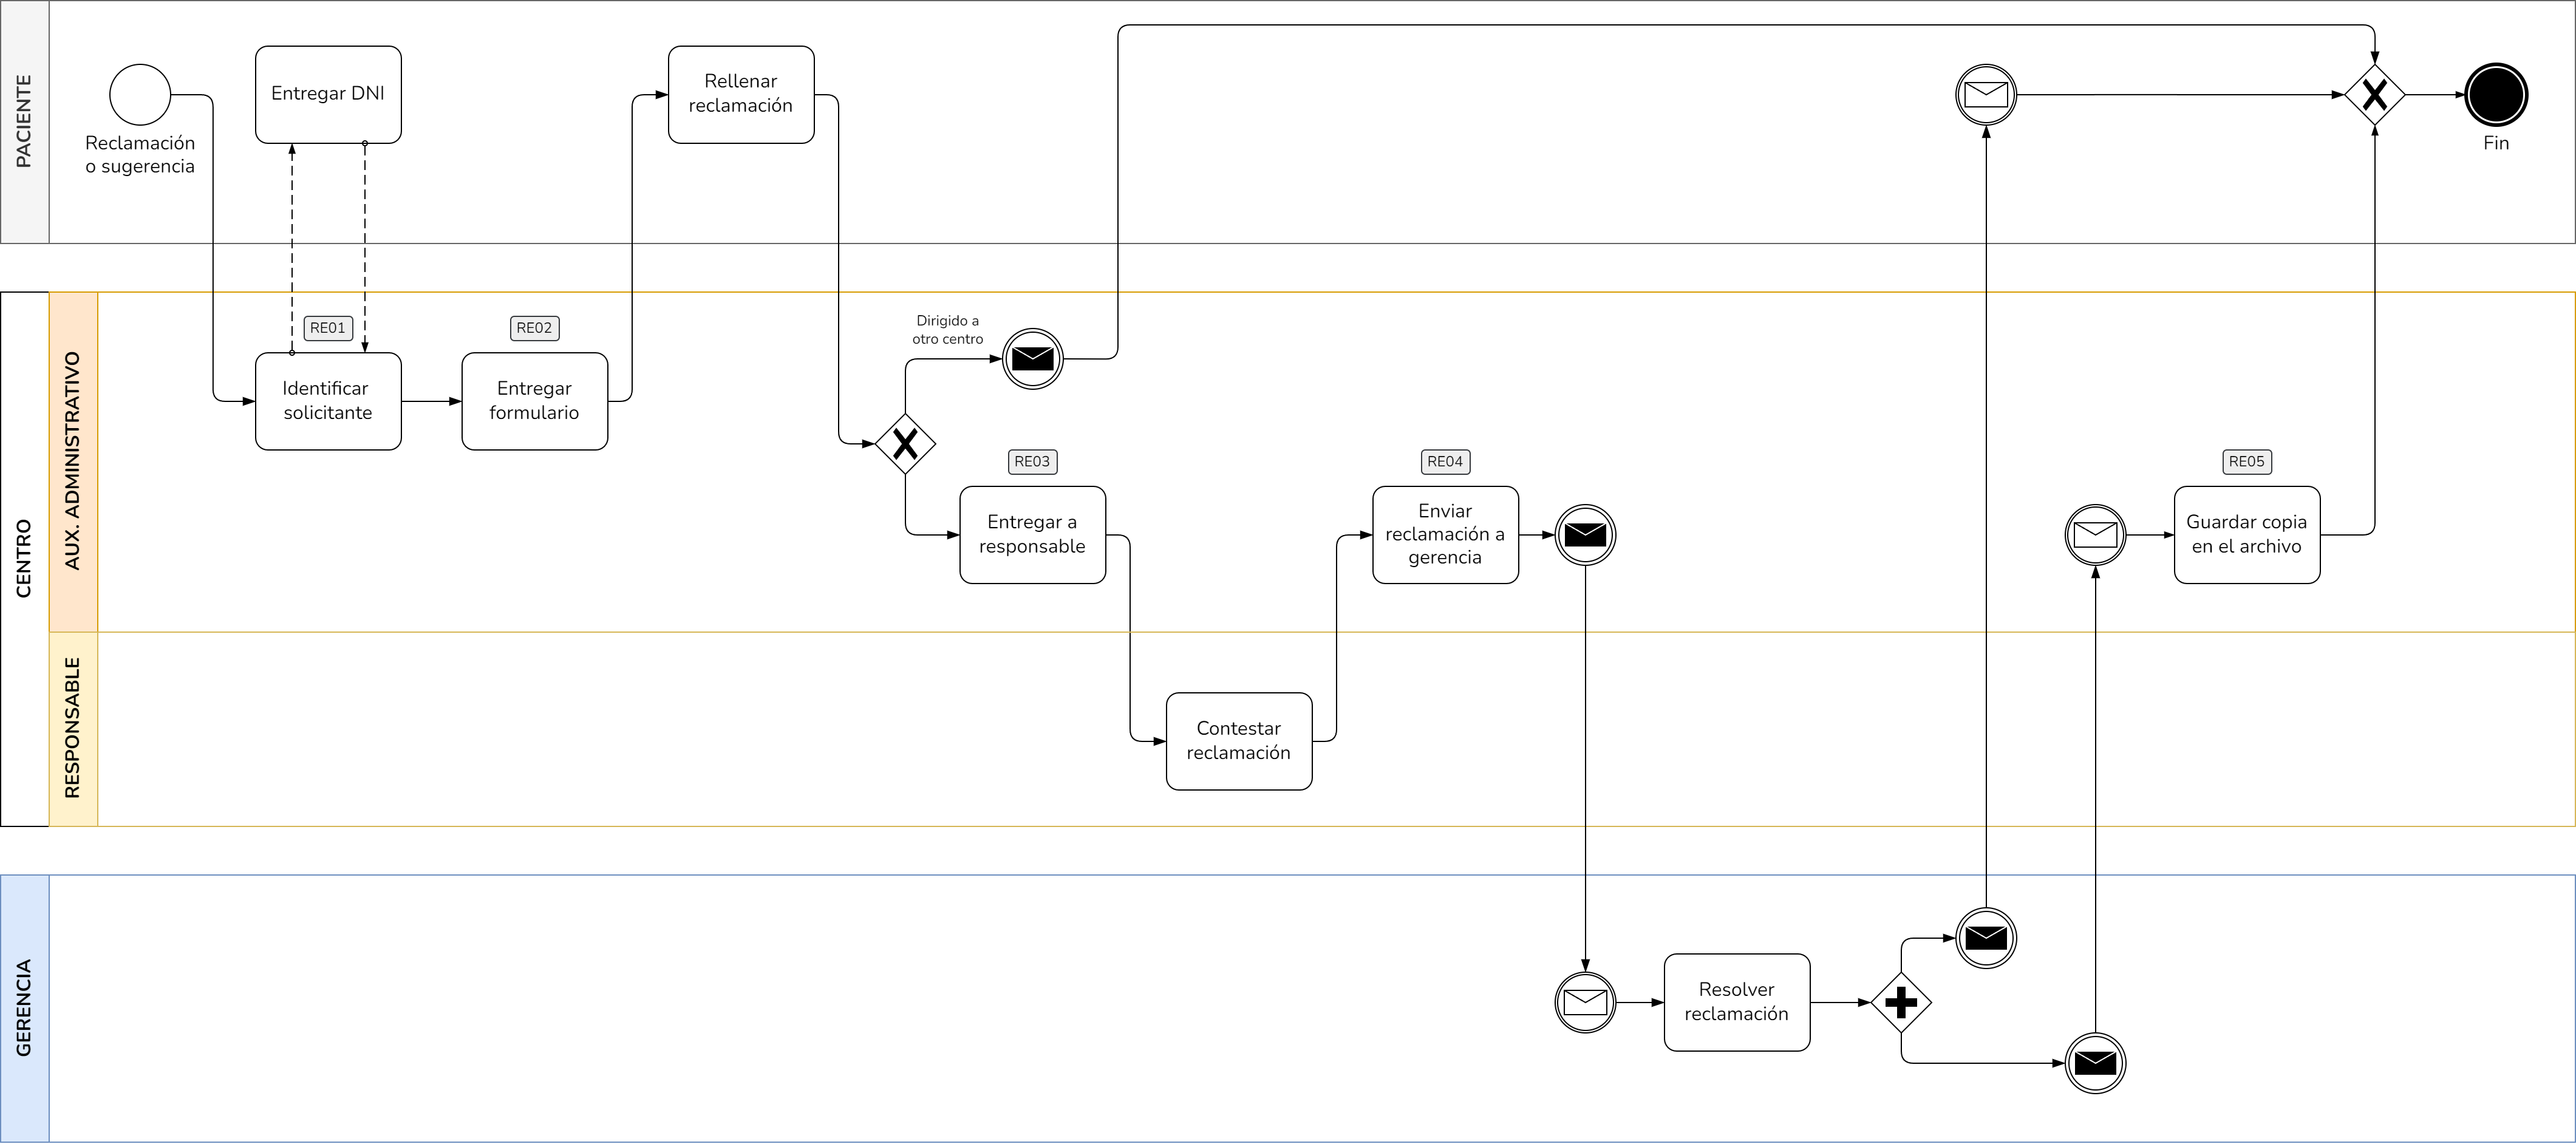 PACIENTE
Reclamación
o sugerencia
Entregar DNI
Rellenar
reclamación
Fin
CENTRO
AUX. ADMINISTRATIVO
RE01
Identificar
solicitante
RE02
Entregar
formulario
Dirigido a
otro centro
RE03
Entregar a
responsable
RE04
Enviar
reclamación a
gerencia
RE05
Guardar copia
en el archivo
RESPONSABLE
Contestar
reclamación
GERENCIA
Resolver
reclamación